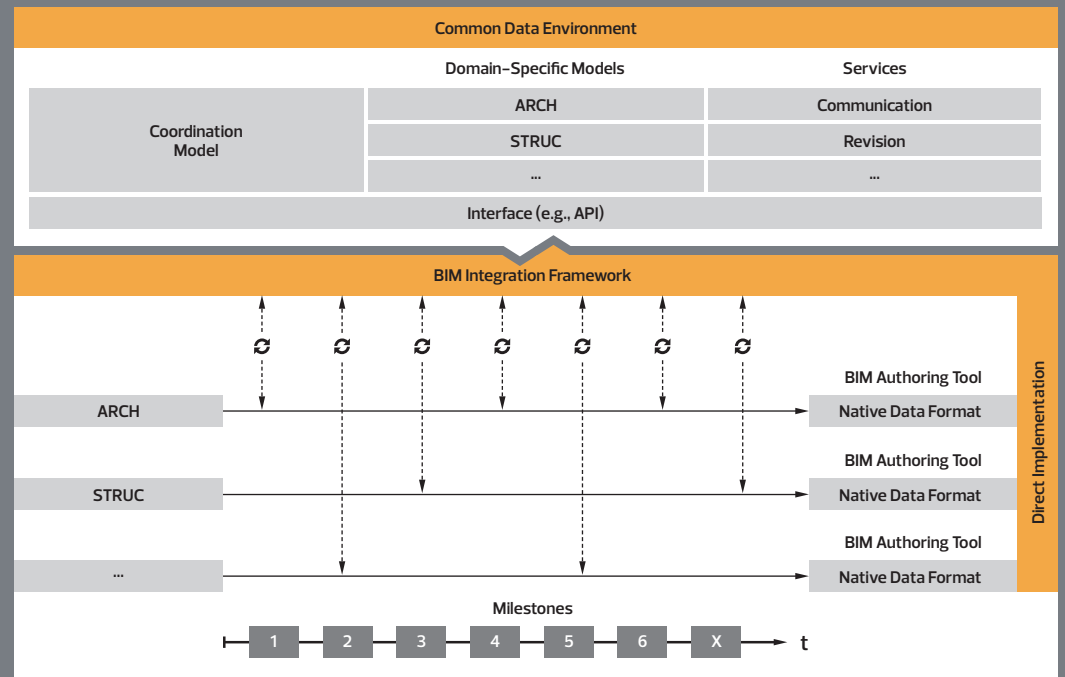 Common Data Environment
Domain-Specific Models
Services
Coordination
Model
ARCH
Communication
STRUC
Revision
...
...
Interface (e.g., API)
BIM Integration Framework
Direct Implementation
BIM Authoring Tool
ARCH
Native Data Format
BIM Authoring Tool
STRUC
Native Data Format
BIM Authoring Tool
...
Native Data Format
Milestones
1 2 3 4 5 6 X t